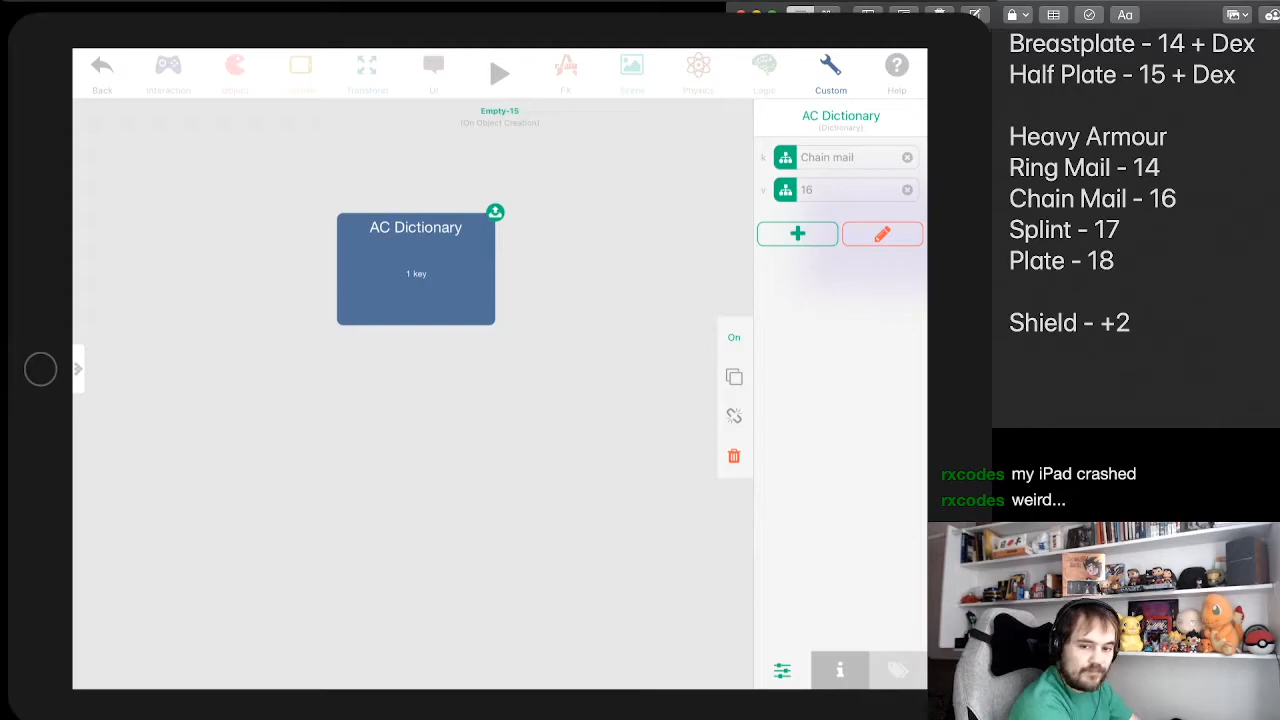 Back
Interaction
Object
Transform
UI
FX
Scene
Physics
Logic
Custom
Help
Empty-15
(On Object Creation)
AC Dictionary
1 key
On
AC Dictionary
(Dictionary)
k
Chain mail
v
16
Breastplate - 14 + Dex
Half Plate - 15 + Dex
Heavy Armour
Ring Mail - 14
Chain Mail - 16
Splint - 17
Plate - 18
Shield - +2
rxcodes my iPad crashed
rxcodes weird...
Aa